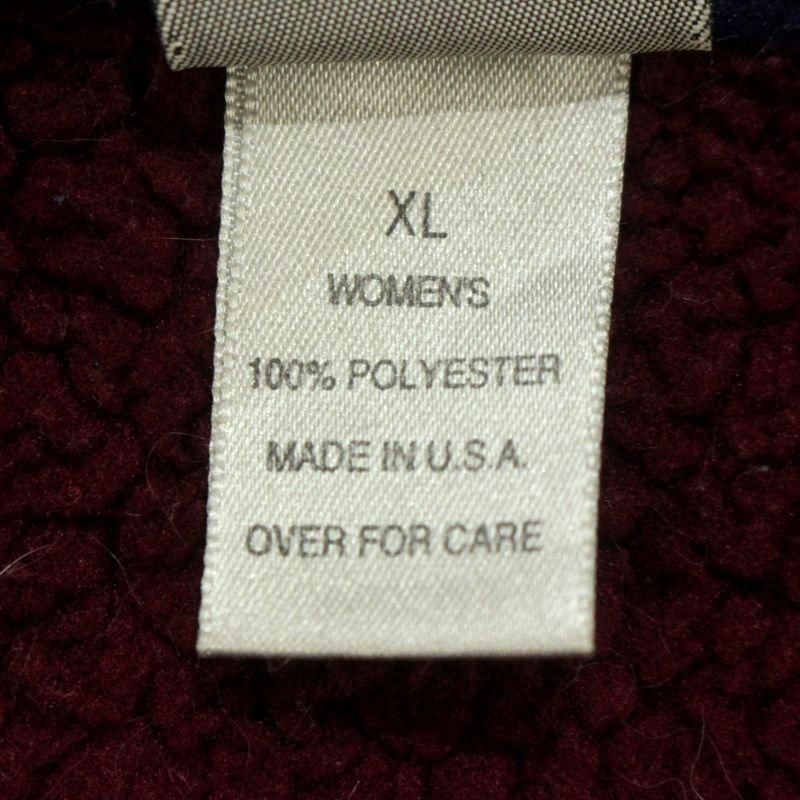 XL
WOMEN'S
100% POLYESTER
MADE IN U.S.A.
OVER FOR CARE